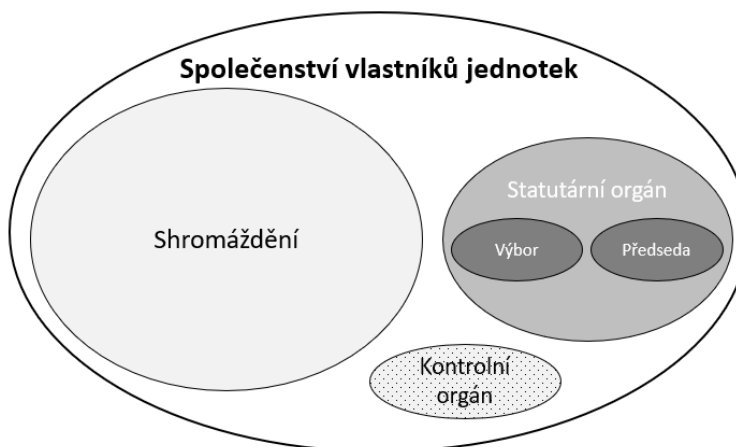 Společenství vlastníků jednotek
Shromáždění
Statutární orgán
Výbor
Předseda
Kontrolní
orgán